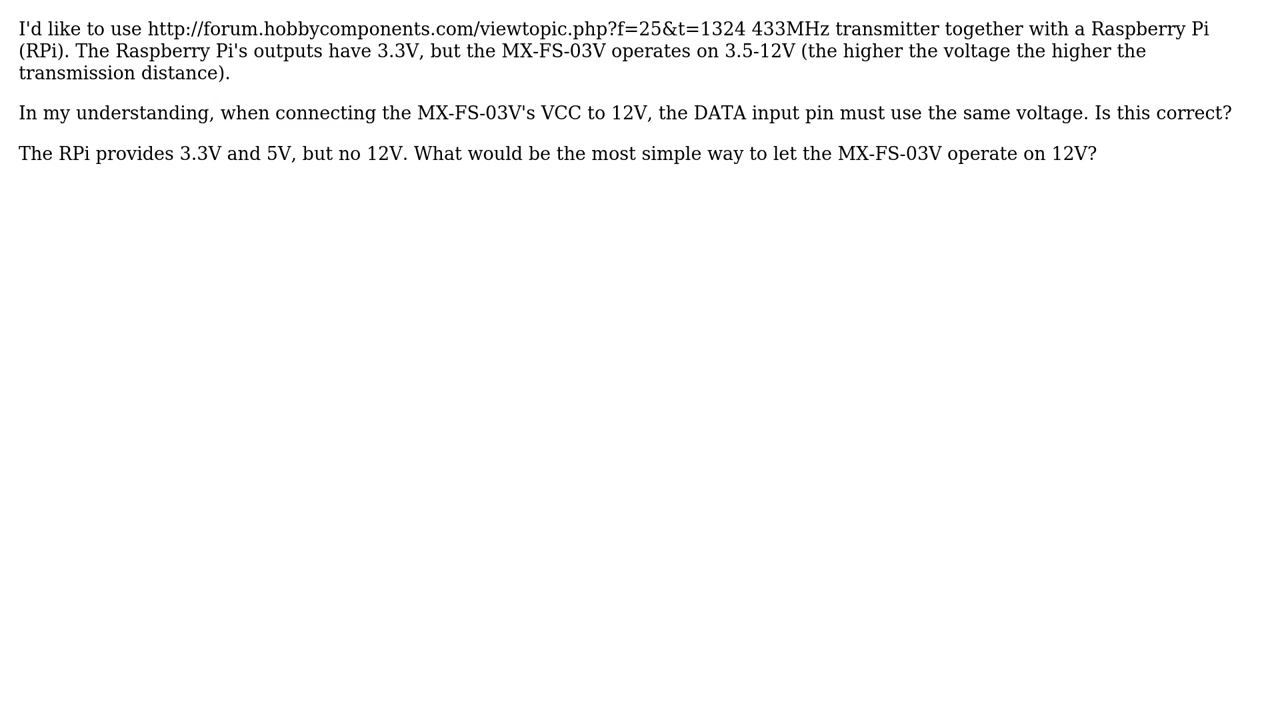 I'd like to use http://forum.hobbycomponents.com/viewtopic.php?f=25&t=1324 433MHz transmitter together with a Raspberry Pi
(RPi). The Raspberry Pi's outputs have 3.3V, but the MX-FS-03V operates on 3.5-12V (the higher the voltage the higher the
transmission distance).
In my understanding, when connecting the MX-FS-03V's VCC to 12V, the DATA input pin must use the same voltage. Is this correct?
The RPi provides 3.3V and 5V, but no 12V. What would be the most simple way to let the MX-FS-03V operate on 12V?